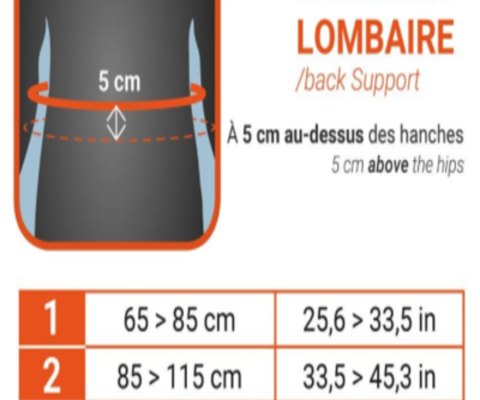 LOMBAIRE
/back Support
5 cm
À 5 cm au-dessus des hanches
5 cm above the hips
1 65 > 85 cm 25,6 > 33,5 in
2 85 > 115 cm 33,5 > 45,3 in